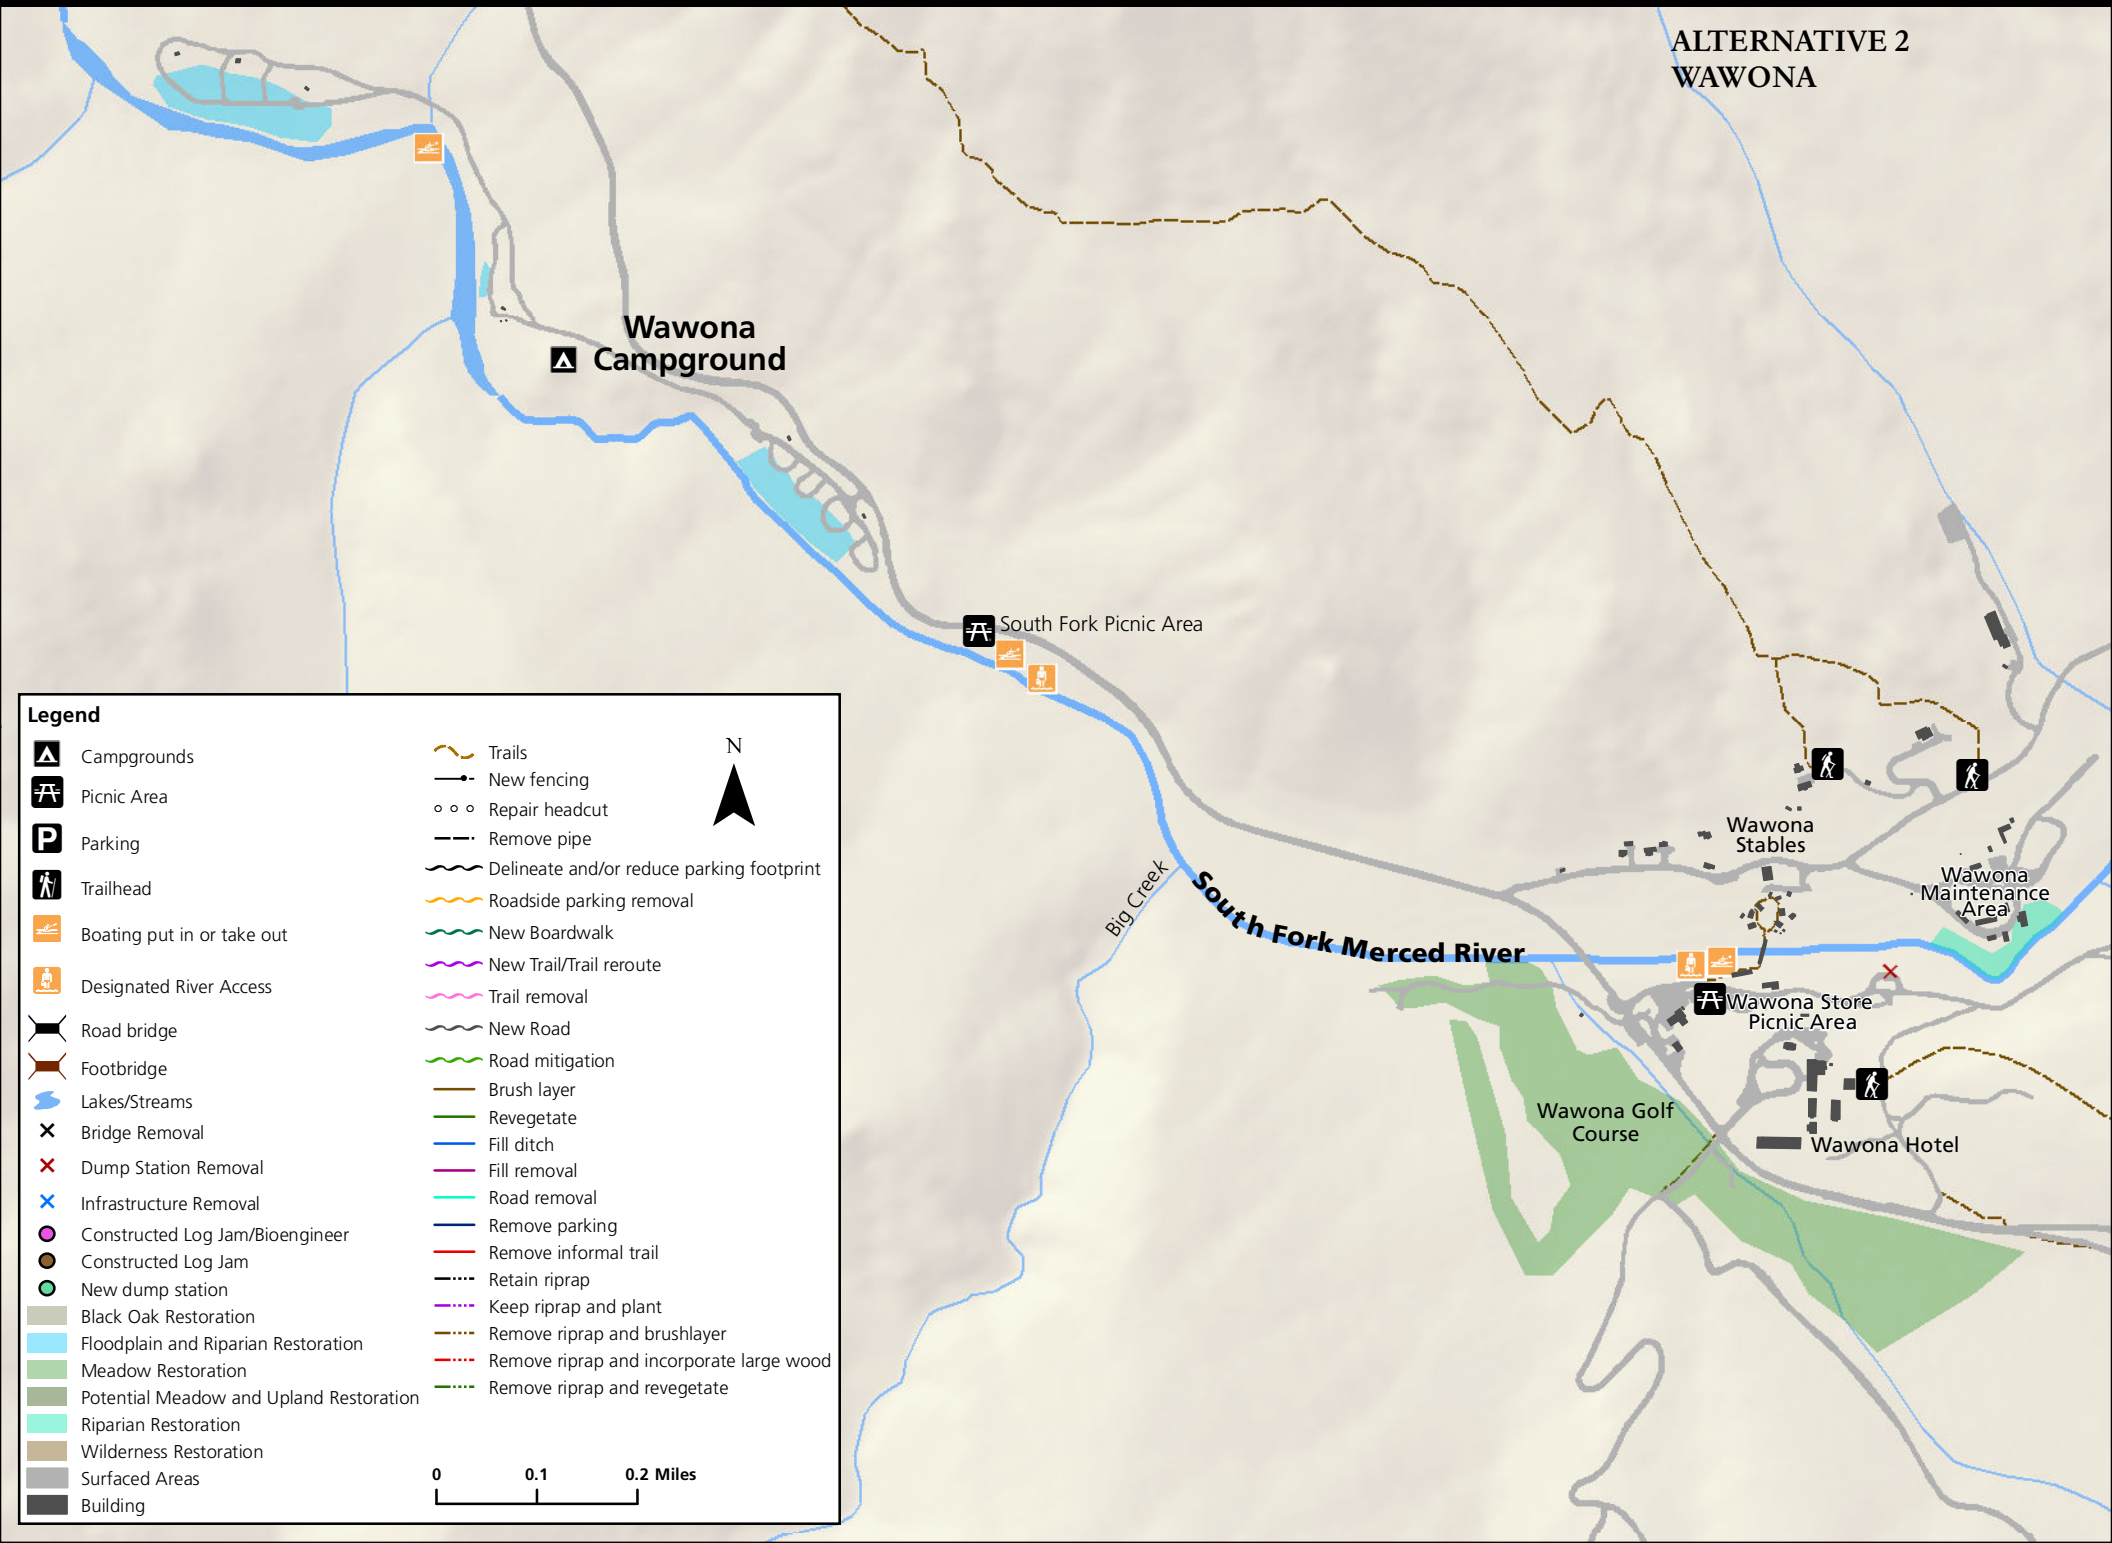 ALTERNATIVE 2
WAWONA
Wawona
Campground
South Fork Picnic Area
Big Creek
South Fork Merced River
Wawona
Stables
Wawona
Maintenance
Area
Wawona Store
Picnic Area
Wawona Golf
Course
Wawona Hotel
Legend
Campgrounds
Picnic Area
P
Parking
Trailhead
Boating put in or take out
Designated River Access
Road bridge
Footbridge
Lakes/Streams
Bridge Removal
Dump Station Removal
Infrastructure Removal
Constructed Log Jam/Bioengineer
Constructed Log Jam
New dump station
Black Oak Restoration
Floodplain and Riparian Restoration
Meadow Restoration
Potential Meadow and Upland Restoration
Riparian Restoration
Wilderness Restoration
Surfaced Areas
Building
Trails
New fencing
Repair headcut
Remove pipe
Delineate and/or reduce parking footprint
Roadside parking removal
New Boardwalk
New Trail/Trail reroute
Trail removal
New Road
Road mitigation
Brush layer
Revegetate
Fill ditch
Fill removal
Road removal
Remove parking
Remove informal trail
Retain riprap
Keep riprap and plant
Remove riprap and brushlayer
Remove riprap and incorporate large wood
Remove riprap and revegetate
N
0 0.1 0.2 Miles